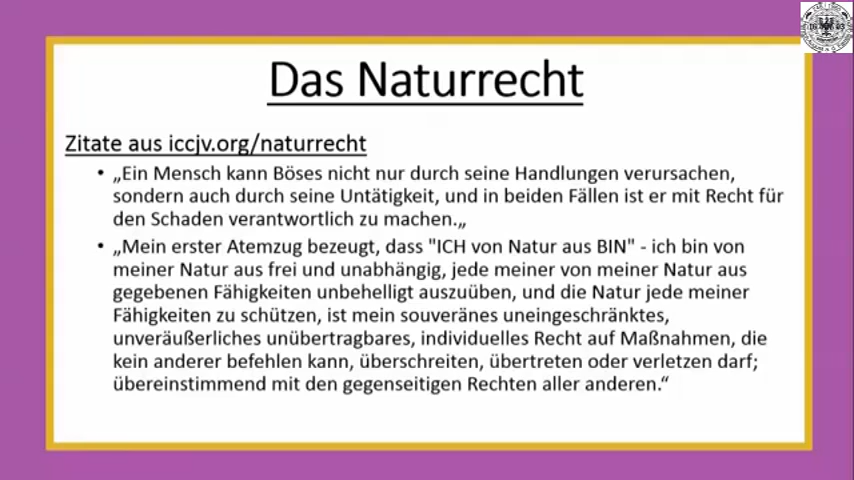 Das Naturrecht
Zitate aus iccjv.org/naturrecht
• „Ein Mensch kann Böses nicht nur durch seine Handlungen verursachen,
sondern auch durch seine Untätigkeit, und in beiden Fällen ist er mit Recht für
den Schaden verantwortlich zu machen.„
• „Mein erster Atemzug bezeugt, dass "ICH von Natur aus BIN" - ich bin von
meiner Natur aus frei und unabhängig, jede meiner von meiner Natur aus
gegebenen Fähigkeiten unbehelligt auszuüben, und die Natur jede meiner
Fähigkeiten zu schützen, ist mein souveränes uneingeschränktes,
unveräußerliches unübertragbares, individuelles Recht auf Maßnahmen, die
kein anderer befehlen kann, überschreiten, übertreten oder verletzen darf;
übereinstimmend mit den gegenseitigen Rechten aller anderen.“